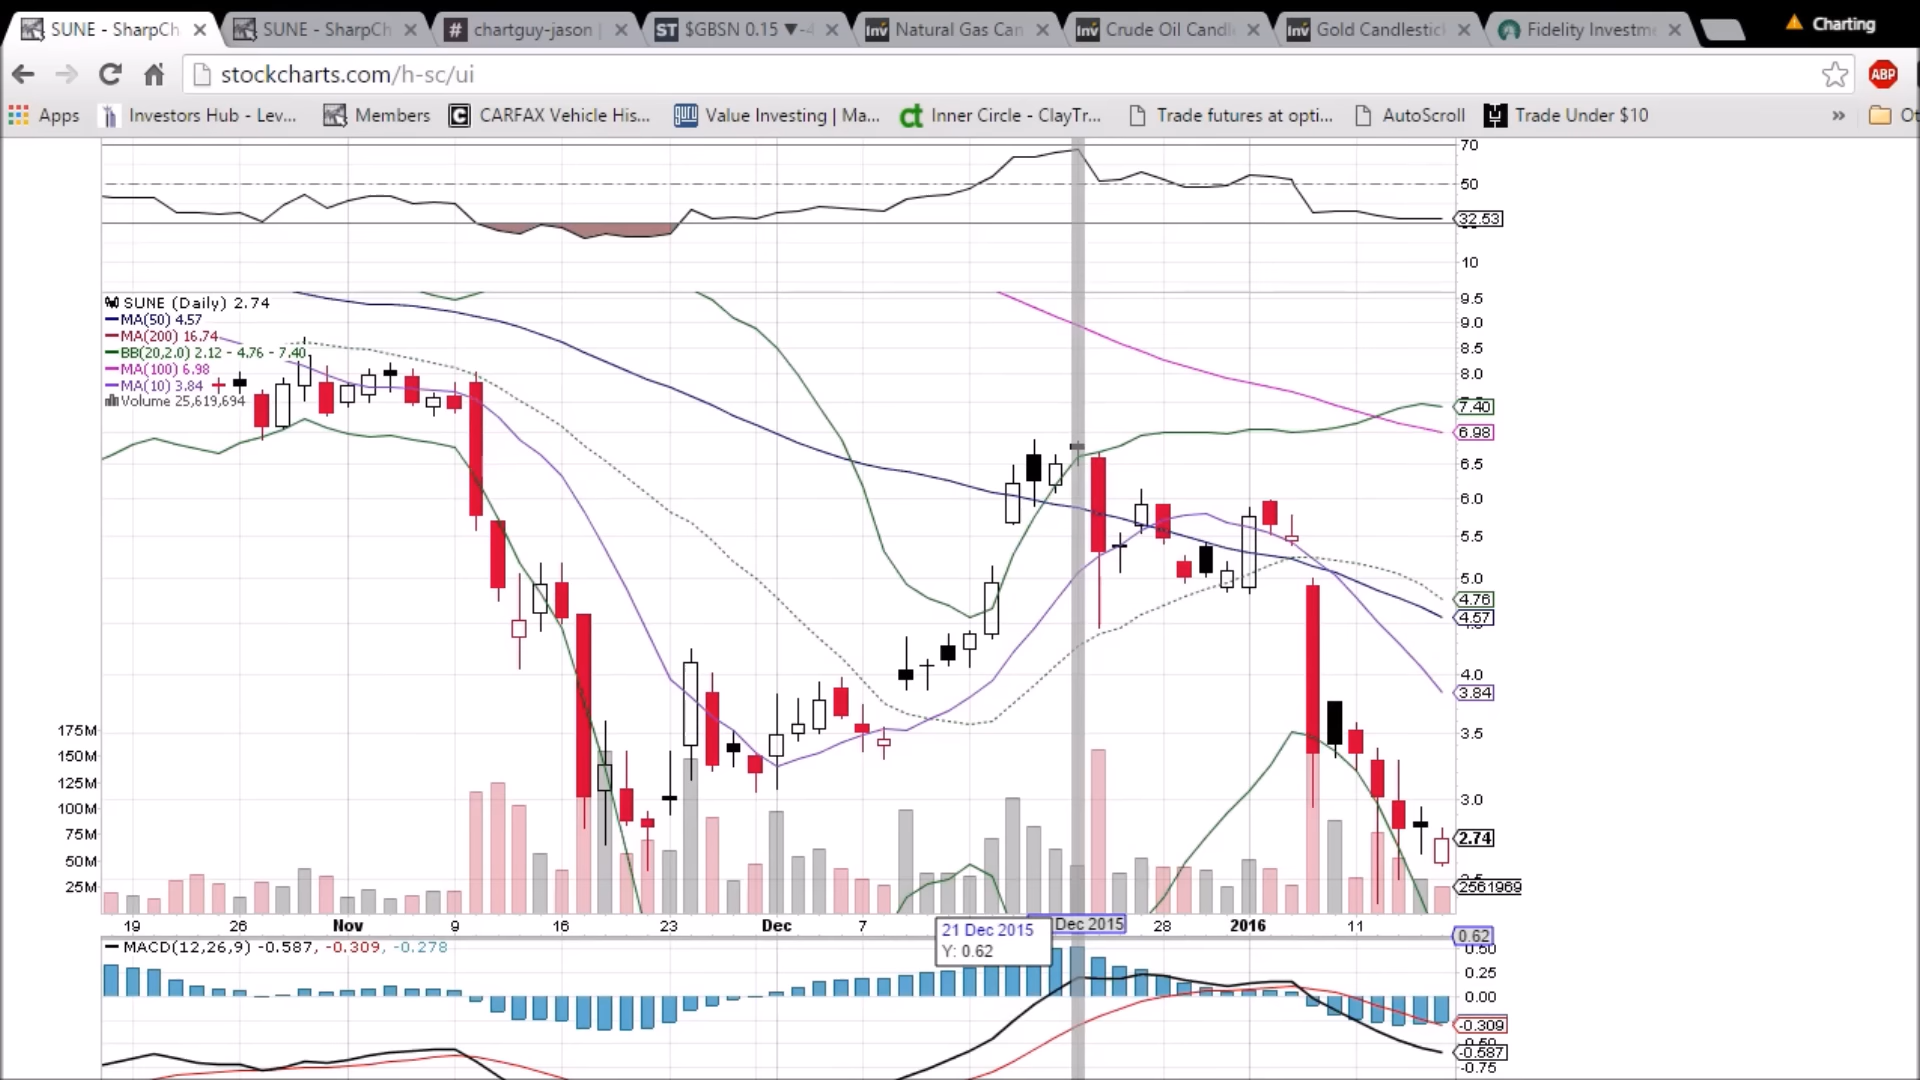 SUNE - SharpCh
SUNE - SharpCh
chartguy-jason
$GBSN 0.15 ▼-4
Natural Gas Can
Crude Oil Candl
Gold Candlestick
Fidelity Investme
Charting
stockcharts.com/h-sc/ui
ABP
Apps
Investors Hub - Lev...
Members
CARFAX Vehicle His...
Value Investing | Ma...
Inner Circle - ClayTr...
Trade futures at opti...
AutoScroll
Trade Under $10
»
Ot
70
50
32.53
10
SUNE (Daily) 2.74
MA(50) 4.57
MA(200) 16.74
BB(20,2.0) 2.12 - 4.76 - 7.40
MA(100) 6.98
MA(10) 3.84
Volume 25,619,694
9.5
9.0
8.5
8.0
7.40
6.98
6.5
6.0
5.5
5.0
4.76
4.57
4.0
3.84
3.5
3.0
2.74
2561969
175M
150M
125M
100M
75M
50M
25M
19
26
Nov
9
16
23
Dec
7
Dec 2015
28
2016
11
21 Dec 2015
Y: 0.62
0.62
MACD(12,26,9) -0.587, -0.309, -0.278
0.50
0.25
0.00
-0.309
-0.587
-0.75